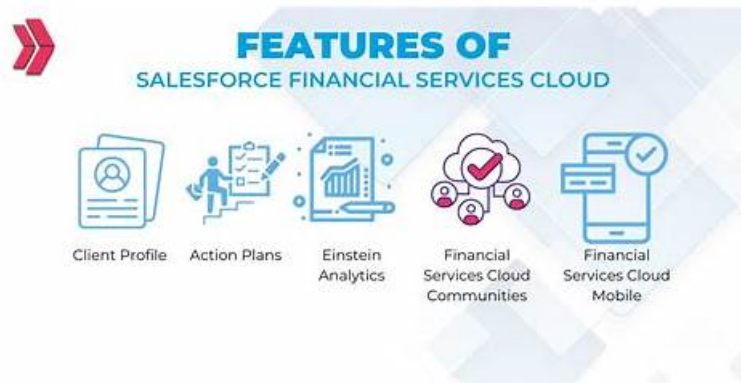 FEATURES OF
SALESFORCE FINANCIAL SERVICES CLOUD
Client Profile
Action Plans
Einstein
Analytics
Financial
Services Cloud
Communities
Financial
Services Cloud
Mobile